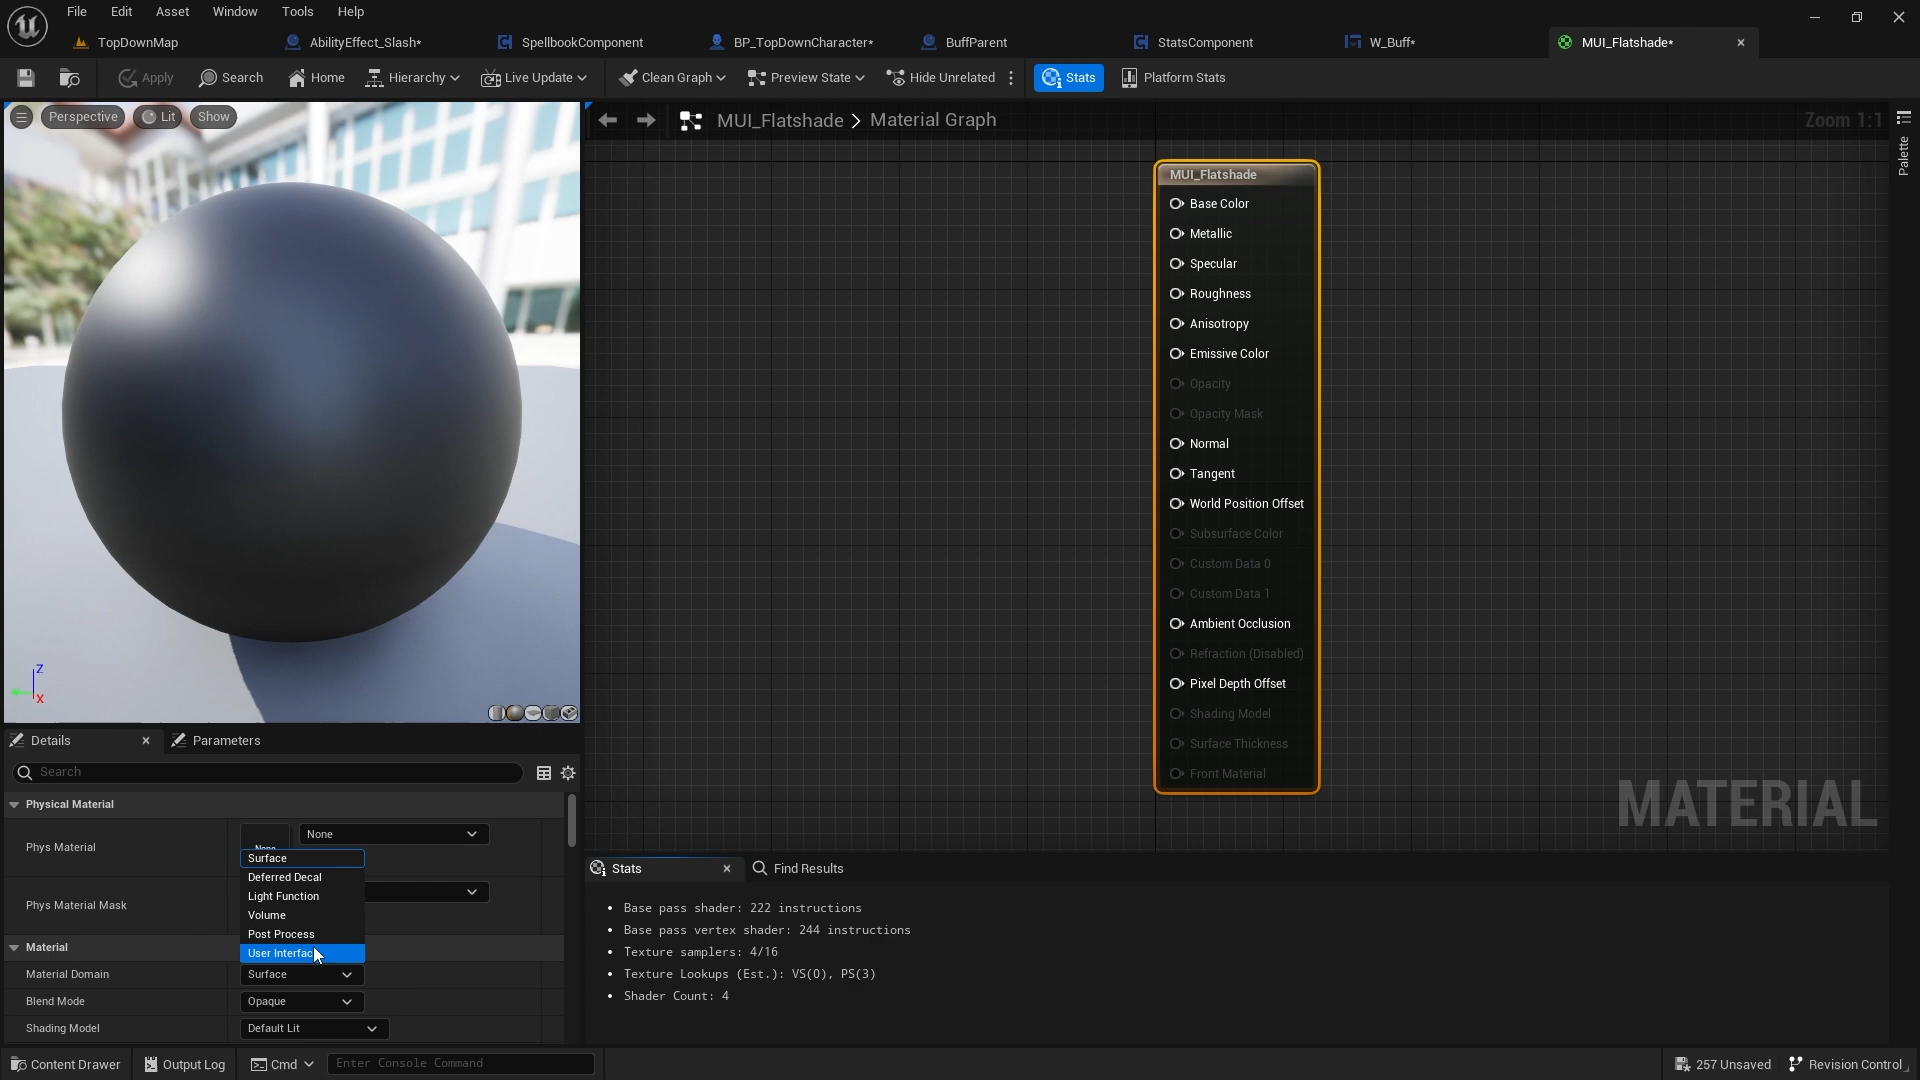 File Edit Asset Window Tools Help
TopDownMap AbilityEffect_Slash* SpellbookComponent BP_TopDownCharacter* BuffParent StatsComponent W_Buff* MUI_Flatshade*
Apply Search Home Hierarchy Live Update Clean Graph Preview State Hide Unrelated Stats Platform Stats
Perspective Lit Show
MUI_Flatshade > Material Graph
Zoom 1:1
Palette
MUI_Flatshade
Base Color
Metallic
Specular
Roughness
Anisotropy
Emissive Color
Opacity
Opacity Mask
Normal
Tangent
World Position Offset
Subsurface Color
Custom Data 0
Custom Data 1
Ambient Occlusion
Refraction (Disabled)
Pixel Depth Offset
Shading Model
Surface Thickness
Front Material
MATERIAL
Z
X
Details Parameters
Search
Physical Material
Phys Material
None
None
Phys Material Mask
Surface
Deferred Decal
Light Function
Volume
Post Process
User Interface
Material
Material Domain Surface
Blend Mode Opaque
Shading Model Default Lit
Stats Find Results
• Base pass shader: 222 instructions
• Base pass vertex shader: 244 instructions
• Texture samplers: 4/16
• Texture Lookups (Est.): VS(0), PS(3)
• Shader Count: 4
Content Drawer Output Log Cmd Enter Console Command 257 Unsaved Revision Control